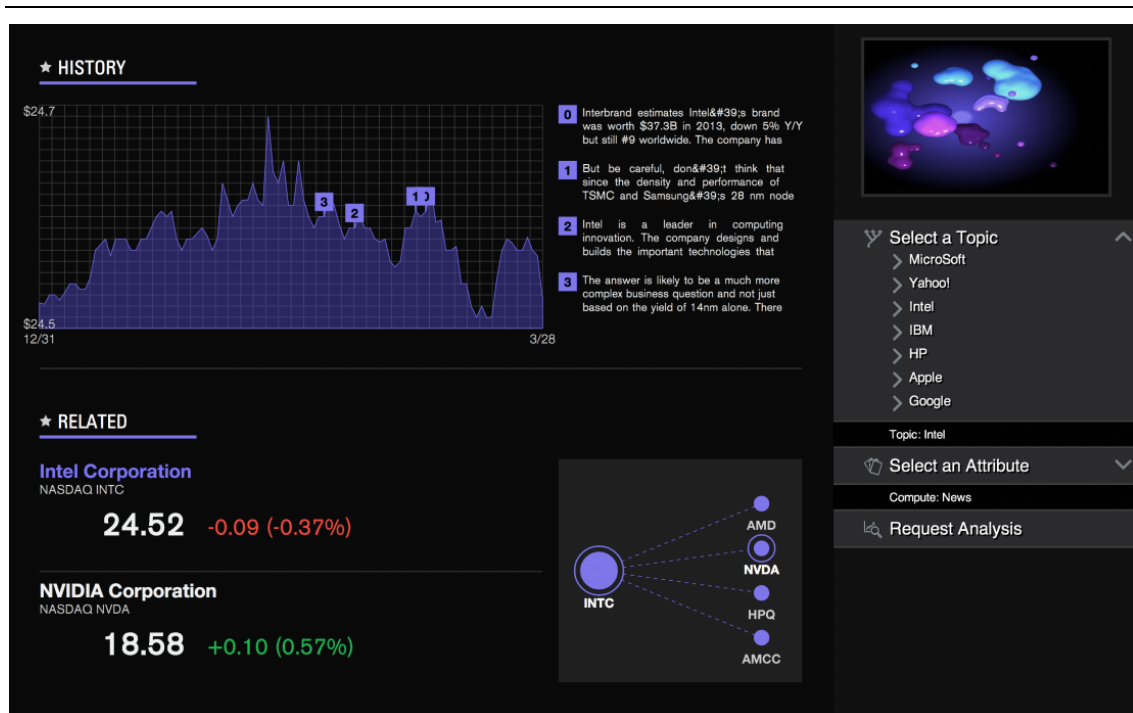 ★ HISTORY
$24.7
$24.5
12/31
3/28
3
2
1 0
0 Interbrand estimates Intel&#39;s brand
was worth $37.3B in 2013, down 5% Y/Y
but still #9 worldwide. The company has
1 But be careful, don&#39;t think that
since the density and performance of
TSMC and Samsung&#39;s 28 nm node
2 Intel is a leader in computing
innovation. The company designs and
builds the important technologies that
3 The answer is likely to be a much more
complex business question and not just
based on the yield of 14nm alone. There
★ RELATED
Intel Corporation
NASDAQ INTC
24.52 -0.09 (-0.37%)
NVIDIA Corporation
NASDAQ NVDA
18.58 +0.10 (0.57%)
INTC
AMD
NVDA
HPQ
AMCC
Select a Topic
MicroSoft
Yahoo!
Intel
IBM
HP
Apple
Google
Topic: Intel
Select an Attribute
Compute: News
Request Analysis